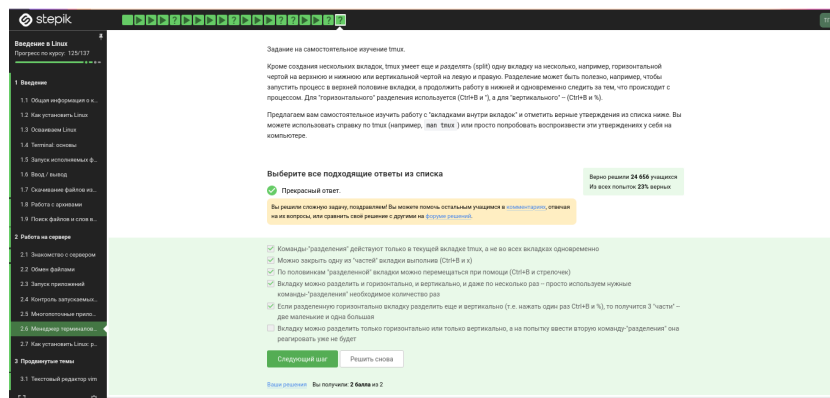 stepik
Введение в Linux
Прогресс по курсу: 125/137
1 Введение
1.1 Общая информация о к...
1.2 Как установить Linux
1.3 Осваиваем Linux
1.4 Terminal: основы
1.5 Запуск исполняемых ф...
1.6 Ввод / вывод
1.7 Скачивание файлов из...
1.8 Работа с архивами
1.9 Поиск файлов и слов в...
2 Работа на сервере
2.1 Знакомство с сервером
2.2 Обмен файлами
2.3 Запуск приложений
2.4 Контроль запускаемых...
2.5 Многопоточные прило...
2.6 Менеджер терминалов...
2.7 Как установить Linux: р...
3 Продвинутые темы
3.1 Текстовый редактор vim
Задание на самостоятельное изучение tmux.
Кроме создания нескольких вкладок, tmux умеет еще и разделять (split) одну вкладку на несколько, например, горизонтальной
чертой на верхнюю и нижнюю или вертикальной чертой на левую и правую. Разделение может быть полезно, например, чтобы
запустить процесс в верхней половине вкладки, а продолжить работу в нижней и одновременно следить за тем, что происходит с
процессом. Для "горизонтального" разделения используется (Ctrl+B и "), а для "вертикального" – (Ctrl+B и %).
Предлагаем вам самостоятельное изучить работу с "вкладками внутри вкладок" и отметить верные утверждения из списка ниже. Вы
можете использовать справку по tmux (например, man tmux ) или просто попробовать воспроизвести эти утверждениях у себя на
компьютере.
Выберите все подходящие ответы из списка
Прекрасный ответ.
Верно решили 24 656 учащихся
Из всех попыток 23% верных
Вы решили сложную задачу, поздравляем! Вы можете помочь остальным учащимся в комментариях, отвечая
на их вопросы, или сравнить своё решение с другими на форуме решений.
Команды-"разделения" действуют только в текущей вкладке tmux, а не во всех вкладках одновременно
Можно закрыть одну из "частей" вкладки выполнив (Ctrl+B и x)
По половинкам "разделенной" вкладки можно перемещаться при помощи (Ctrl+B и стрелочек)
Вкладку можно разделить и горизонтально, и вертикально, и даже по несколько раз – просто используем нужные
команды-"разделения" необходимое количество раз
Если разделенную горизонтально вкладку разделить еще и вертикально (т.е. нажать один раз Ctrl+B и %), то получится 3 "части" –
две маленькие и одна большая
Вкладку можно разделить только горизонтально или только вертикально, а на попытку ввести вторую команду-"разделения" она
реагировать уже не будет
Следующий шаг Решить снова
Ваши решения Вы получили: 2 балла из 2